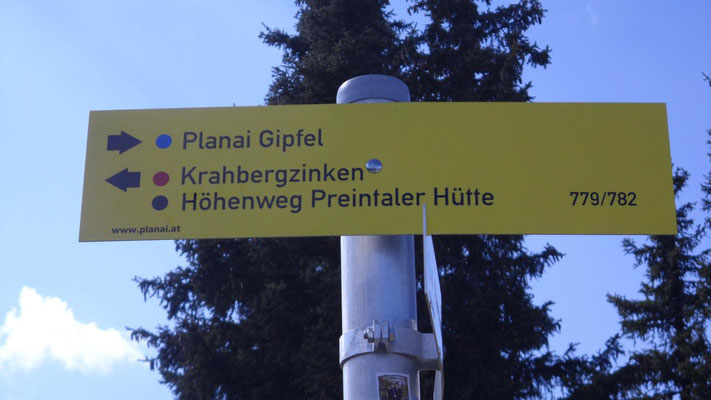 Planai Gipfel
Krahbergzinken
Höhenweg Preintaler Hütte 779/782
www.planai.at